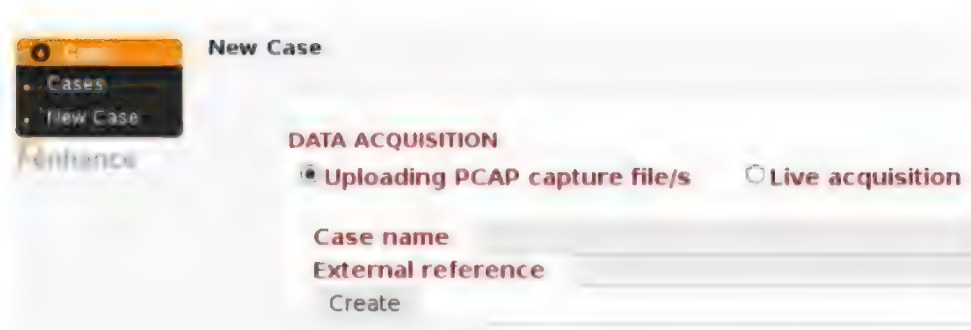 New Case
Cases
New Case
DATA ACQUISITION
Uploading PCAP capture file/s Live acquisition
Case name
External reference
Create